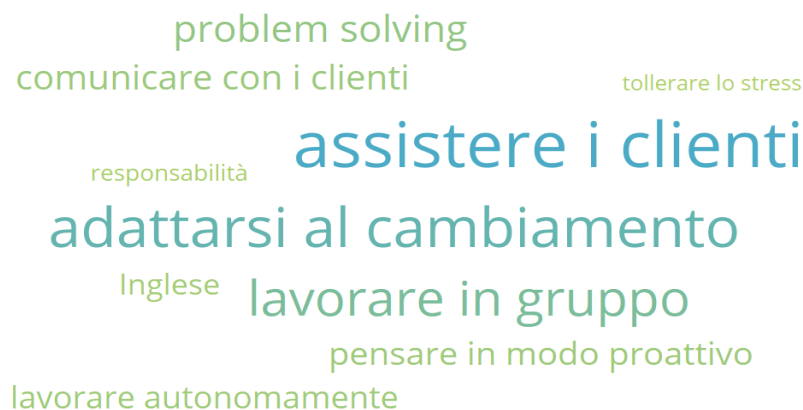 problem solving
comunicare con i clienti
tollerare lo stress
assistere i clienti
responsabilità
adattarsi al cambiamento
Inglese
lavorare in gruppo
pensare in modo proattivo
lavorare autonomamente